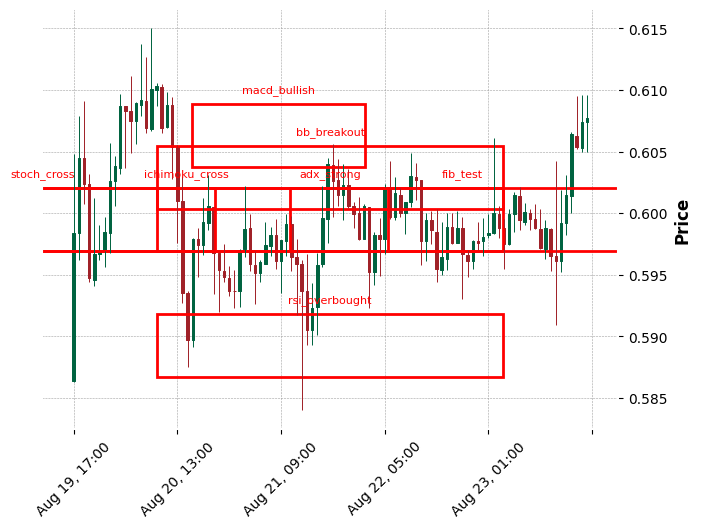 0.615
macd_bullish
0.610
bb_breakout
0.605
stoch_cross
ichimoku_cross
fib_test
0.600
Price
0.595
rsi_overbought
0.590
0.585
Aug 19, 17:00
Aug 20, 13:00
Aug 21, 09:00
Aug 22, 05:00
Aug 23, 01:00